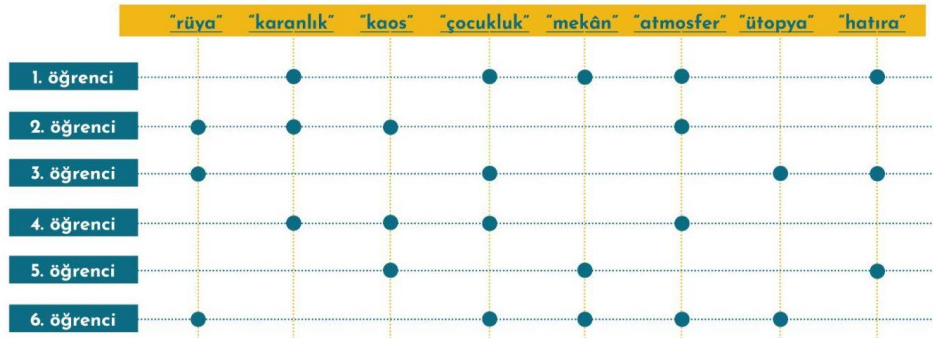 “rüya” “karanlık” “kaos” “çocukluk” “mekân” “atmosfer” “ütopya” “hatıra”
1. öğrenci
2. öğrenci
3. öğrenci
4. öğrenci
5. öğrenci
6. öğrenci